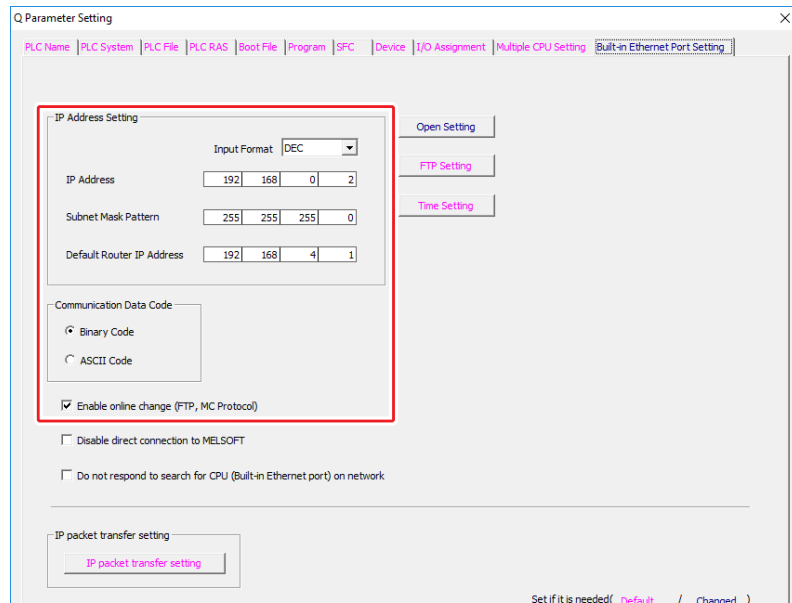 Q Parameter Setting
PLC Name PLC System PLC File PLC RAS Boot File Program SFC Device I/O Assignment Multiple CPU Setting Built-in Ethernet Port Setting
IP Address Setting
Input Format DEC
IP Address 192 168 0 2
Subnet Mask Pattern 255 255 255 0
Default Router IP Address 192 168 4 1
Open Setting
FTP Setting
Time Setting
Communication Data Code
Binary Code
ASCII Code
Enable online change (FTP, MC Protocol)
Disable direct connection to MELSOFT
Do not respond to search for CPU (Built-in Ethernet port) on network
IP packet transfer setting
IP packet transfer setting
Set if it is needed( Default / Changed )